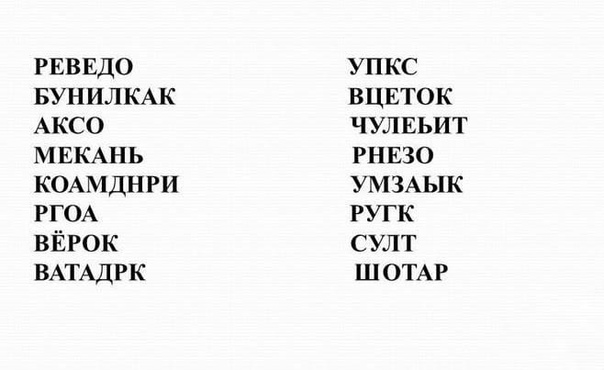 РЕВЕДО
БУНИЛКАК
АКСО
МЕКАНЬ
КОАМДНРИ
РГОА
ВЁРОК
ВАТАДРК
УПКС
ВЦЕТОК
ЧУЛЕЬИТ
РНЕЗО
УМЗАЫК
РУГК
СУЛТ
ШОТАР